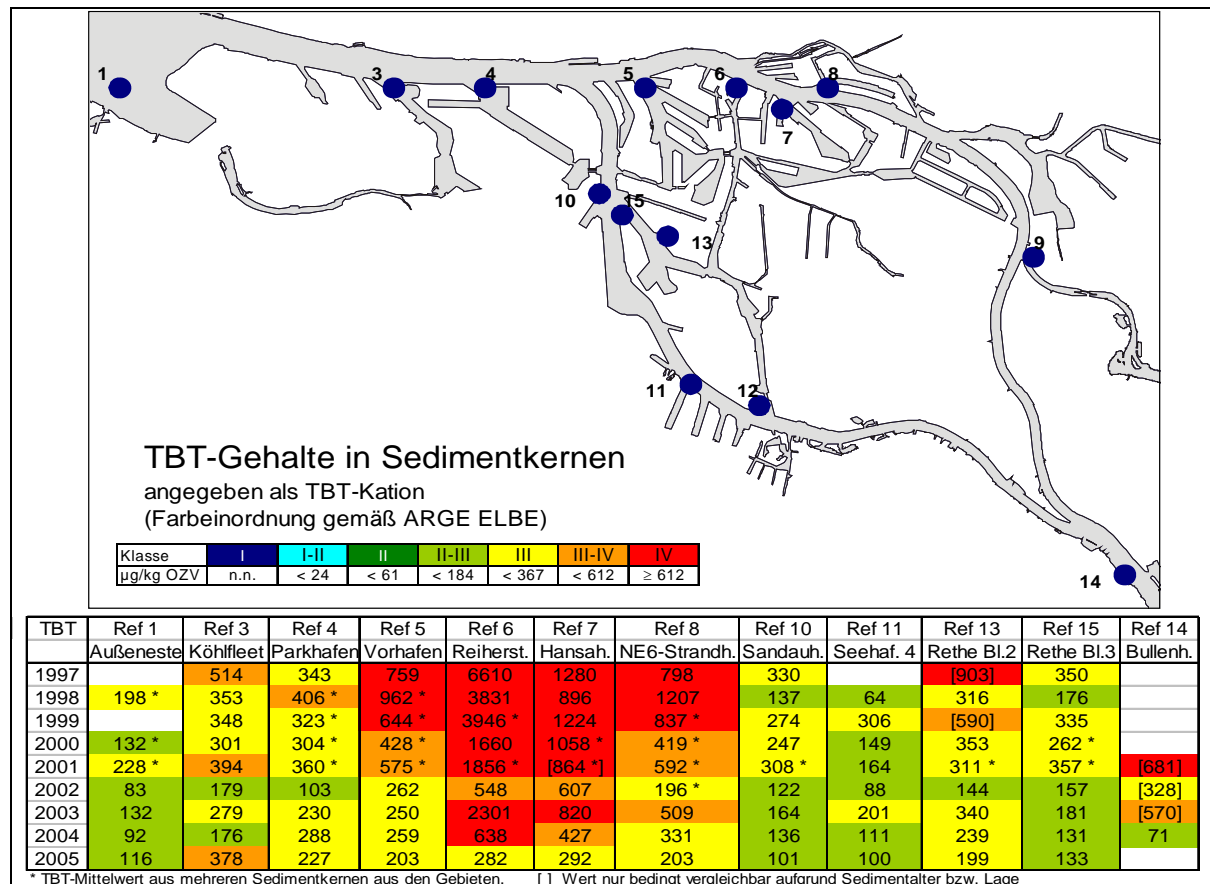 1
3
4
5
6
8
7
10
15
13
9
11
12
14
TBT-Gehalte in Sedimentkernen
angegeben als TBT-Kation
(Farbeinordnung gemäß ARGE ELBE)
Klasse I I-II II II-III III III-IV IV
µg/kg OZV n.n. < 24 < 61 < 184 < 367 < 612 ≥ 612
TBT Ref 1 Ref 3 Ref 4 Ref 5 Ref 6 Ref 7 Ref 8 Ref 10 Ref 11 Ref 13 Ref 15 Ref 14
Außeneste Köhlfleet Parkhafen Vorhafen Reiherst. Hansah. NE6-Strandh. Sandauh. Seehaf. 4 Rethe Bl.2 Rethe Bl.3 Bullenh.
1997 514 343 759 6610 1280 798 330 [903] 350
1998 198 * 353 406 * 962 * 3831 896 1207 137 64 316 176
1999 348 323 * 644 * 3946 * 1224 837 * 274 306 [590] 335
2000 132 * 301 304 * 428 * 1660 1058 * 419 * 247 149 353 262 *
2001 228 * 394 360 * 575 * 1856 * [864 *] 592 * 308 * 164 311 * 357 * [681]
2002 83 179 103 262 548 607 196 * 122 88 144 157 [328]
2003 132 279 230 250 2301 820 509 164 201 340 181 [570]
2004 92 176 288 259 638 427 331 136 111 239 131 71
2005 116 378 227 203 282 292 203 101 100 199 133
* TBT-Mittelwert aus mehreren Sedimentkernen aus den Gebieten. [ ] Wert nur bedingt vergleichbar aufgrund Sedimentalter bzw. Lage